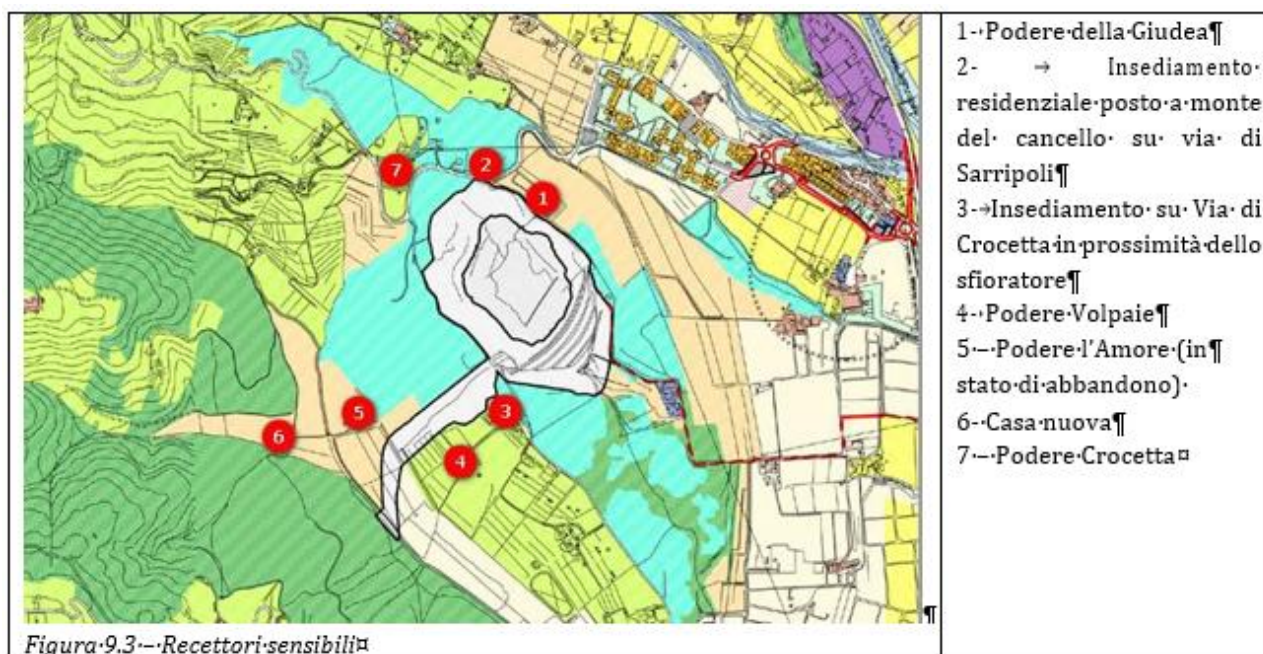 7
2
1
5
3
6
4
Figura·9.3·–·Recettori·sensibili¤
¶
1-·Podere·della·Giudea¶
2- → Insediamento·
residenziale·posto·a·monte·
del· cancello· su· via· di·
Sarripoli¶
3-→Insediamento·su·Via·di·
Crocetta·in·prossimità·dello·
sfioratore¶
4-·Podere·Volpaie¶
5·–·Podere·l'Amore·(in¶
stato·di·abbandono)·
6-·Casa·nuova¶
7·–·Podere·Crocetta¤